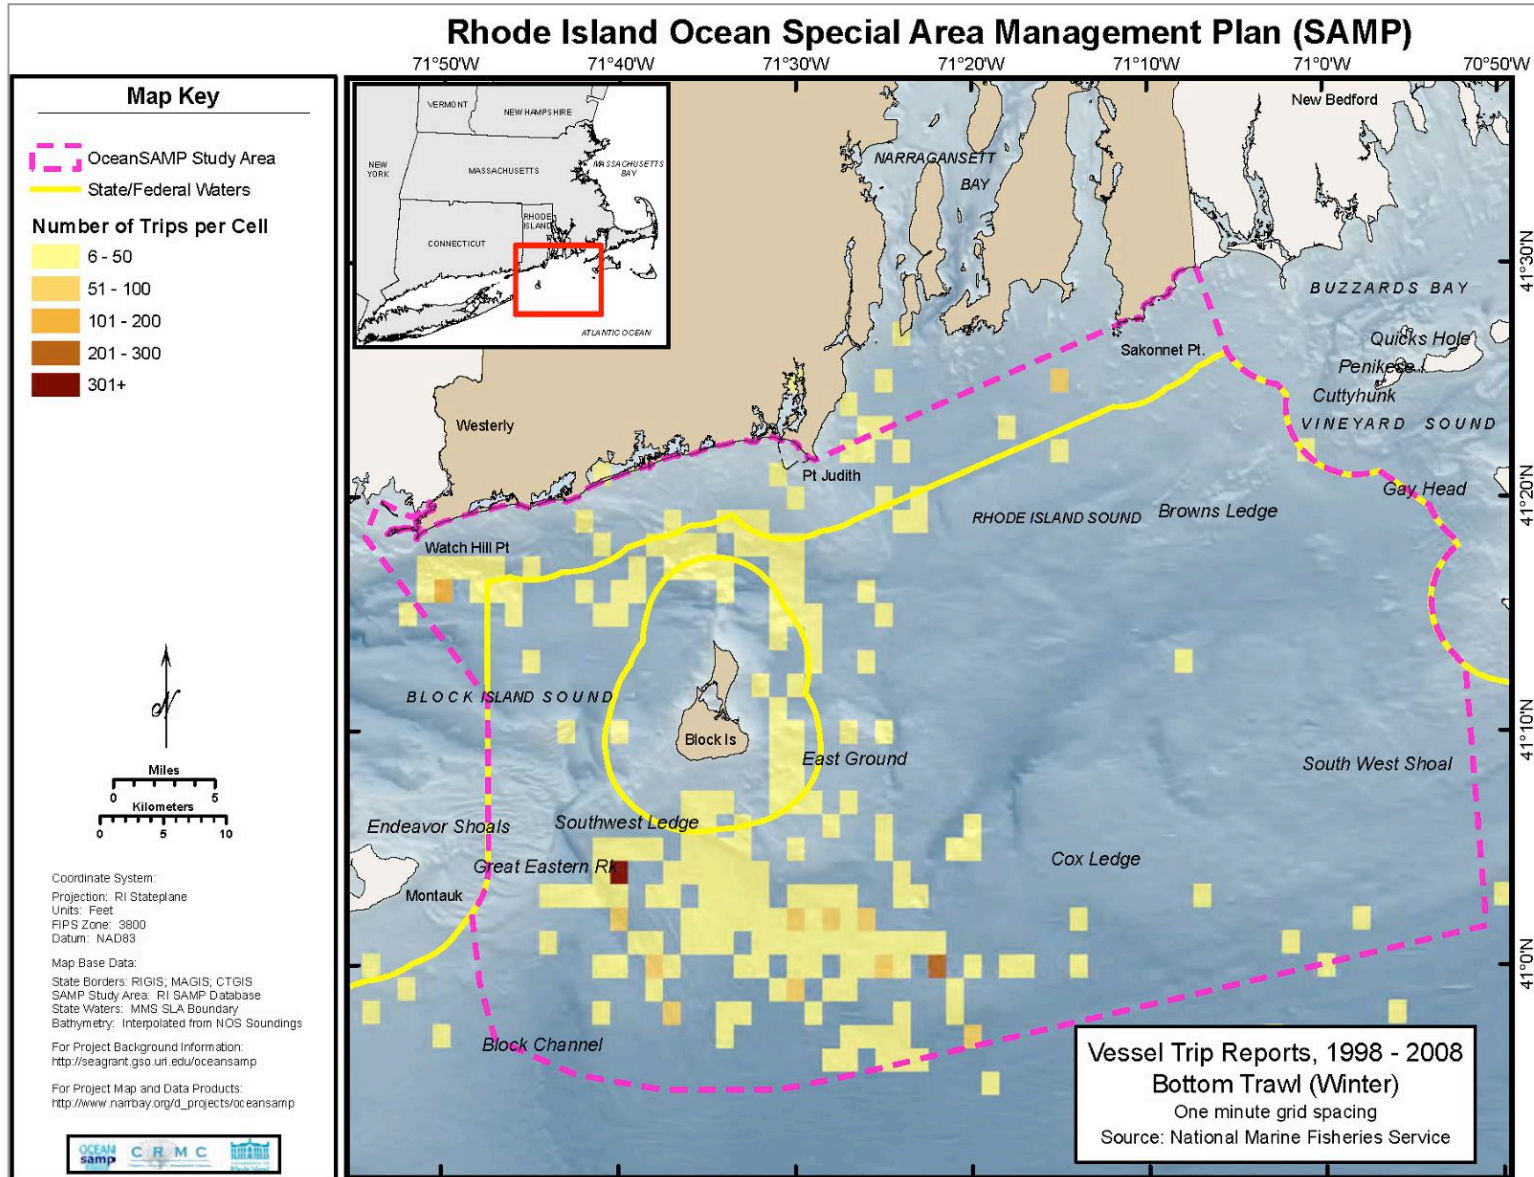 Rhode Island Ocean Special Area Management Plan (SAMP)
71°50'W 71°40'W 71°30'W 71°20'W 71°10'W 71°0'W 70°50'W
Map Key
OceanSAMP Study Area
State/Federal Waters
Number of Trips per Cell
6 - 50
51 - 100
101 - 200
201 - 300
301+
N
Miles
0 5
Kilometers
0 5 10
Coordinate System:
Projection: RI Stateplane
Units: Feet
FIPS Zone: 3800
Datum: NAD83
Map Base Data:
State Borders: RIGIS; MAGIS; CTGIS
SAMP Study Area: RI SAMP Database
State Waters: MMS SLA Boundary
Bathymetry: Interpolated from NOS Soundings
For Project Background Information:
http://seagrant.gso.uri.edu/oceansamp
For Project Map and Data Products:
http://www.narrbay.org/d_projects/oceansamp
OCEAN
samp
CRMC
VERMONT
NEW HAMPSHIRE
NEW
YORK
MASSACHUSETTS
MASSACHUSETTS
BAY
RHODE
ISLAND
CONNECTICUT
ATLANTIC OCEAN
New Bedford
NARRAGANSETT
BAY
41°30'N
BUZZARDS BAY
Quicks Hole
Sakonnet Pt.
Penikese
Cuttyhunk
VINEYARD SOUND
Westerly
Pt Judith
Gay Head
41°20'N
RHODE ISLAND SOUND
Browns Ledge
Watch Hill Pt
BLOCK ISLAND SOUND
Block Is
41°10'N
East Ground
South West Shoal
Endeavor Shoals
Southwest Ledge
Cox Ledge
Great Eastern Rk
Montauk
41°0'N
Block Channel
Vessel Trip Reports, 1998 - 2008
Bottom Trawl (Winter)
One minute grid spacing
Source: National Marine Fisheries Service